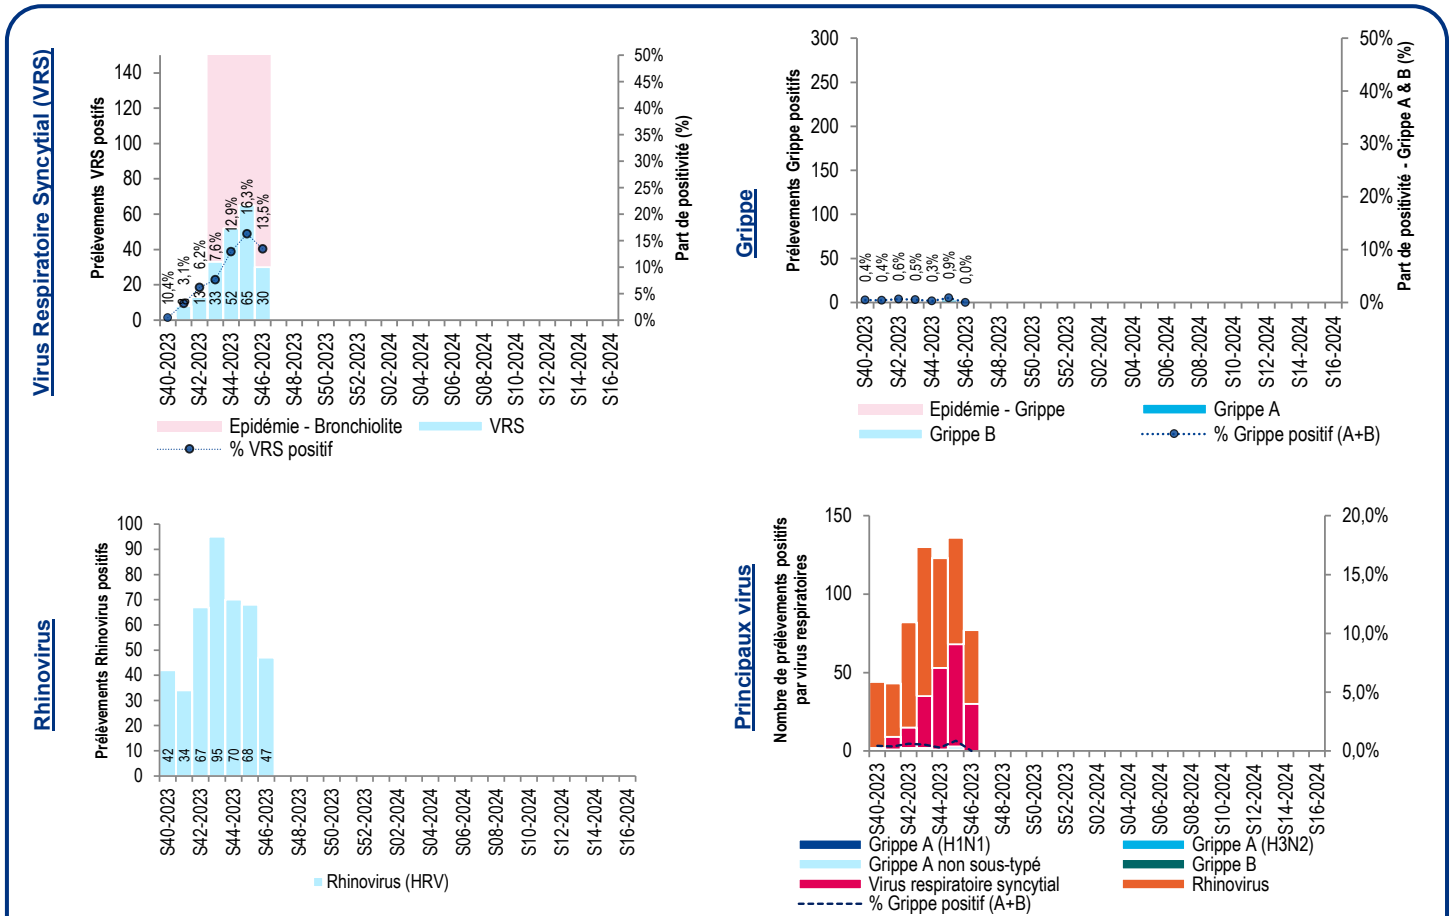 Virus Respiratoire Syncytial (VRS)
Prélèvements VRS postifs
140
120
100
80
60
40
20
0
10,4%
3,1%
6,2%
7,6%
12,9%
16,3%
13,5%
13
33
52
65
30
50%
45%
40%
35%
30%
25%
20%
15%
10%
5%
0%
Part de positivité (%)
S40-2023
S42-2023
S44-2023
S46-2023
S48-2023
S50-2023
S52-2023
S02-2024
S04-2024
S06-2024
S08-2024
S10-2024
S12-2024
S14-2024
S16-2024
Epidémie - Bronchiolite
VRS
% VRS positif
Grippe
Prélevements Grippe positifs
300
250
200
150
100
50
0
0,4%
0,4%
0,6%
0,5%
0,3%
0,9%
0,0%
50%
40%
30%
20%
10%
0%
Part de positivité - Grippe A & B (%)
S40-2023
S42-2023
S44-2023
S46-2023
S48-2023
S50-2023
S52-2023
S02-2024
S04-2024
S06-2024
S08-2024
S10-2024
S12-2024
S14-2024
S16-2024
Epidémie - Grippe
Grippe A
Grippe B
% Grippe positif (A+B)
Rhinovirus
Prélèvements Rhinovirus positifs
100
90
80
70
60
50
40
30
20
10
0
42
34
67
95
70
68
47
S40-2023
S42-2023
S44-2023
S46-2023
S48-2023
S50-2023
S52-2023
S02-2024
S04-2024
S06-2024
S08-2024
S10-2024
S12-2024
S14-2024
S16-2024
Rhinovirus (HRV)
Principaux virus
Nombre de prélèvements positifs
par virus respiratoires
150
100
50
0
20,0%
15,0%
10,0%
5,0%
0,0%
S40-2023
S42-2023
S44-2023
S46-2023
S48-2023
S50-2023
S52-2023
S02-2024
S04-2024
S06-2024
S08-2024
S10-2024
S12-2024
S14-2024
S16-2024
Grippe A (H1N1)
Grippe A (H3N2)
Grippe A non sous-typé
Grippe B
Virus respiratoire syncytial
Rhinovirus
% Grippe positif (A+B)